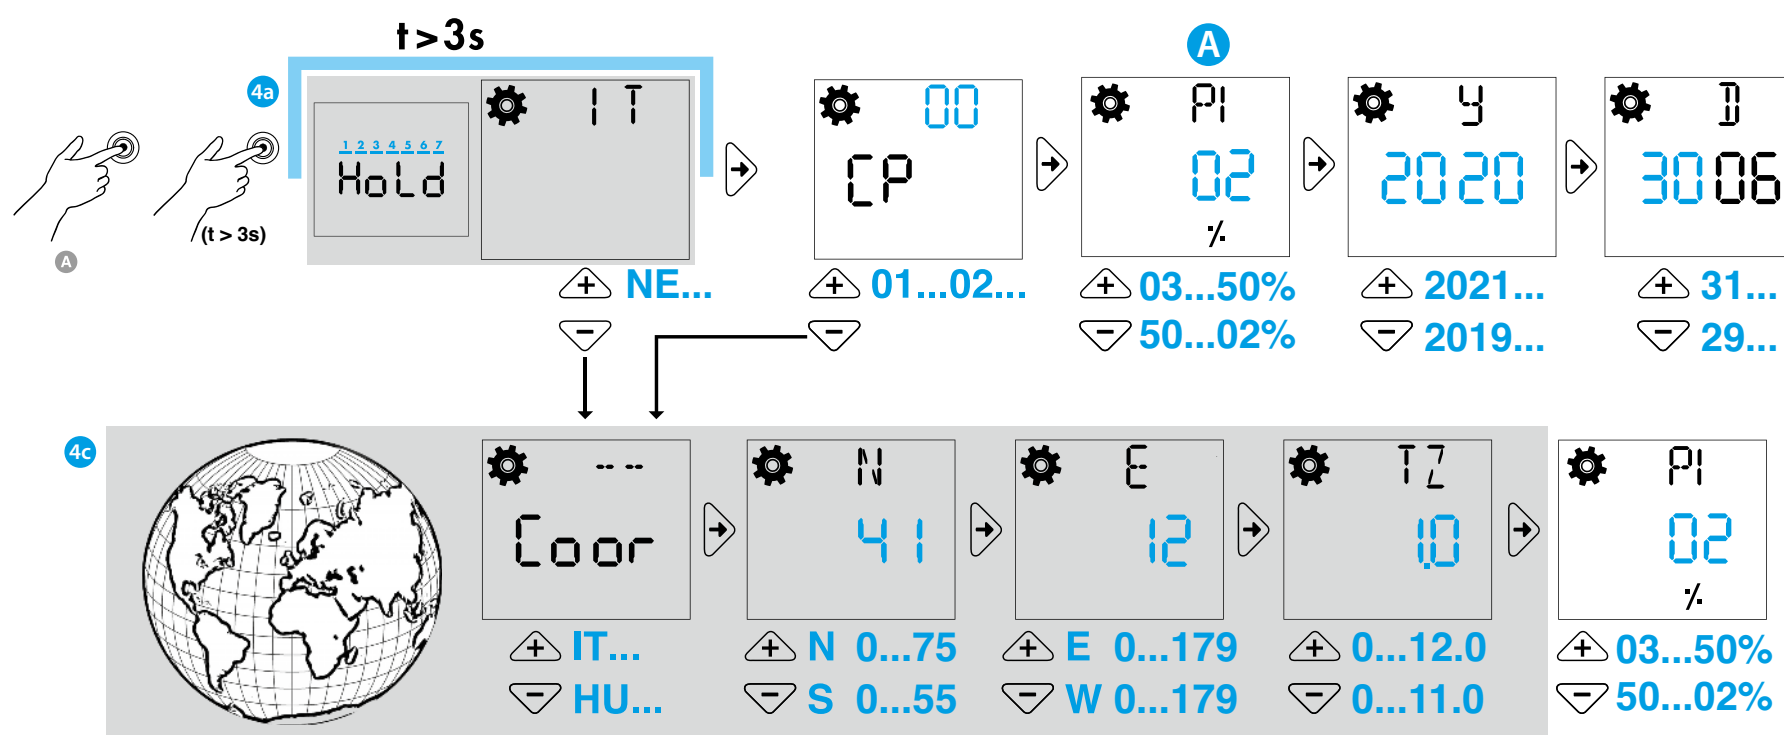 t > 3s
A
4a
1 2 3 4 5 6 7
HoLd
IT
00
CP
PI
02
%
Y
2020
D
3006
(t > 3s)
A
+ NE...
-
+ 01...02...
-
+ 03...50%
- 50...02%
+ 2021...
- 2019...
+ 31...
- 29...
4c
--
Coor
N
41
E
12
TZ
1.0
PI
02
%
+ IT...
- HU...
+ N 0...75
- S 0...55
+ E 0...179
- W 0...179
+ 0...12.0
- 0...11.0
+ 03...50%
- 50...02%